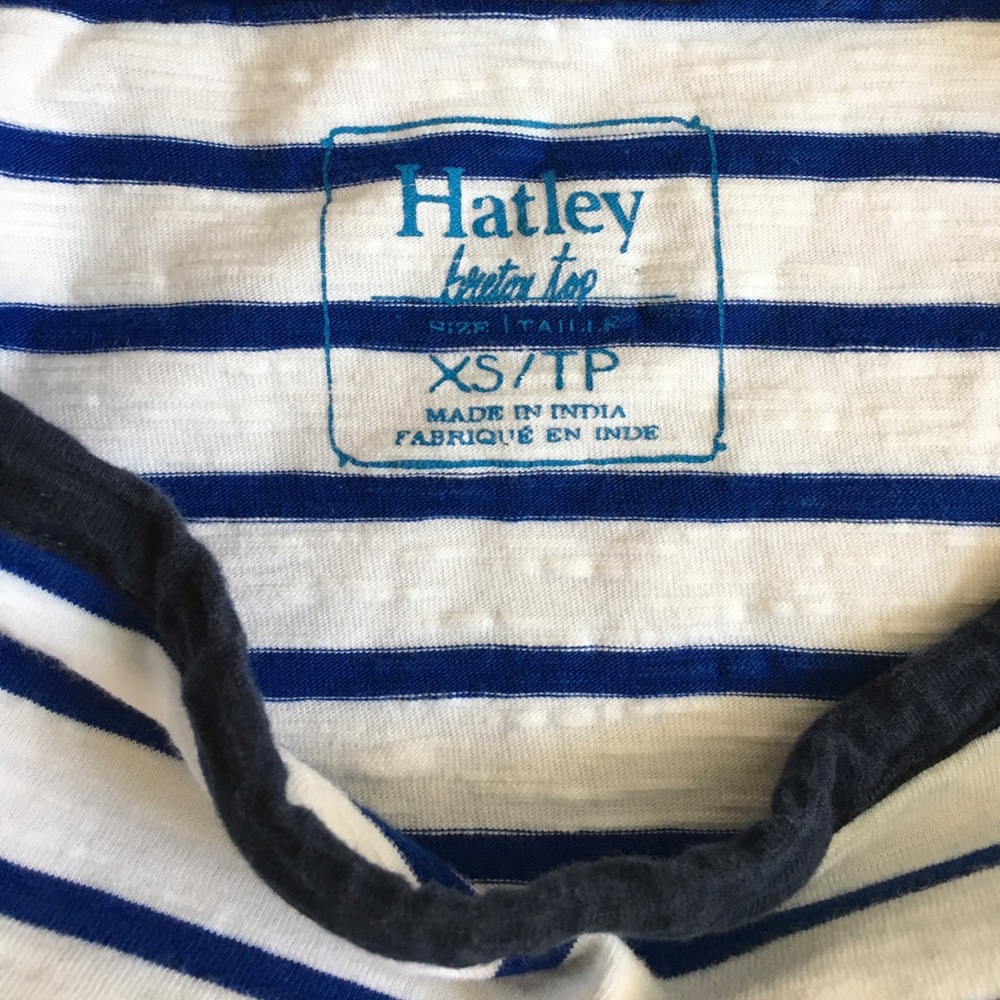 Hatley
breton top
SIZE | TAILLE
XS/TP
MADE IN INDIA
FABRIQUÉ EN INDE